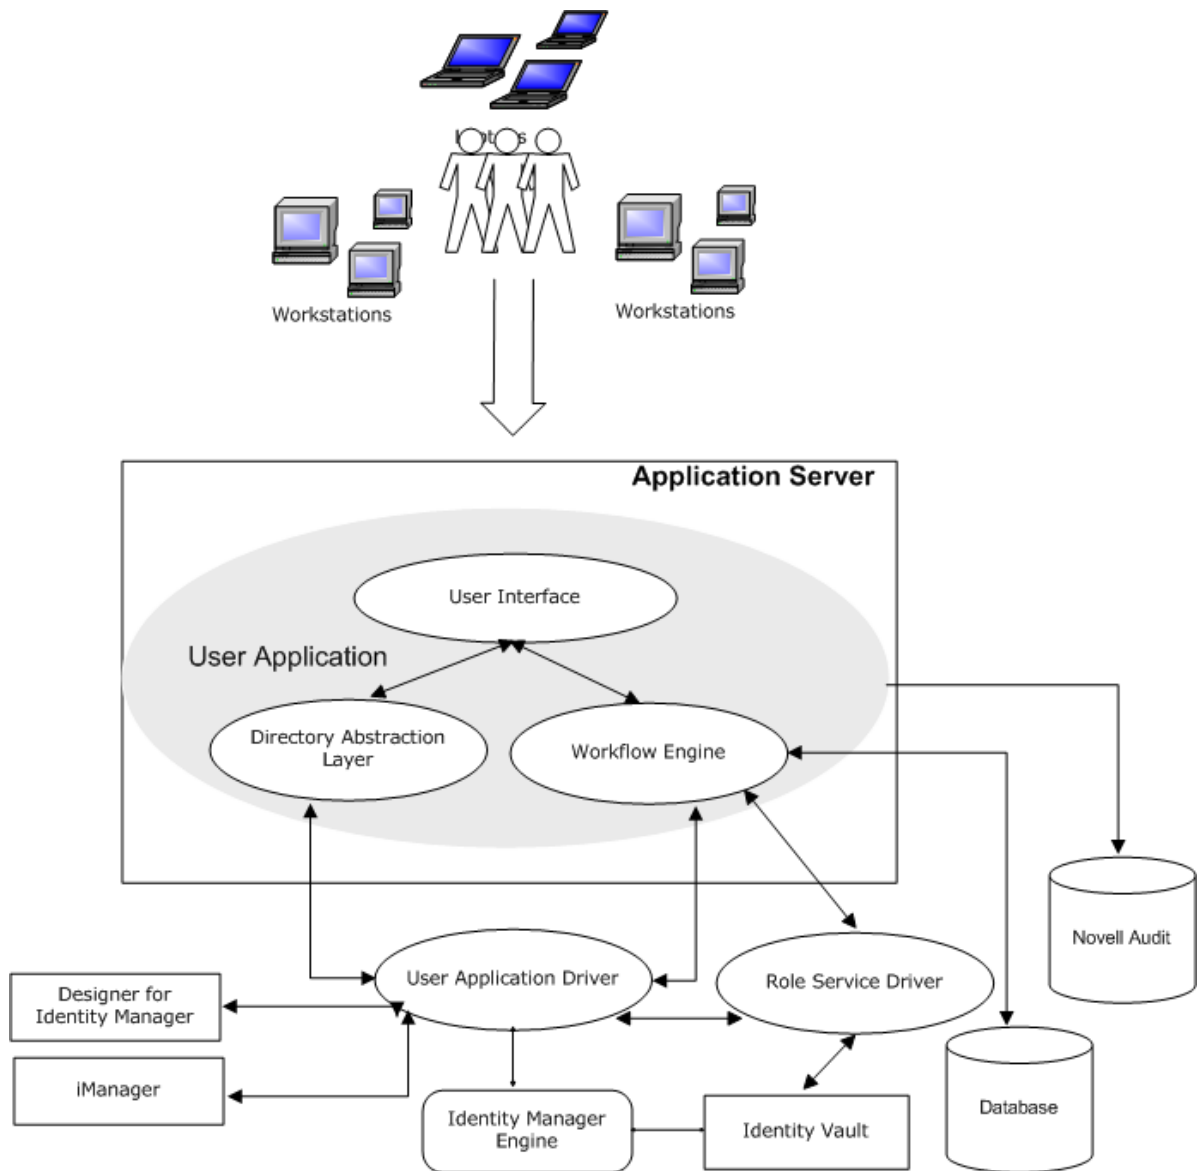 Workstations
Workstations
Application Server
User Interface
User Application
Directory Abstraction
Layer
Workflow Engine
Novell Audit
User Application Driver
Role Service Driver
Designer for
Identity Manager
iManager
Identity Manager
Engine
Identity Vault
Database